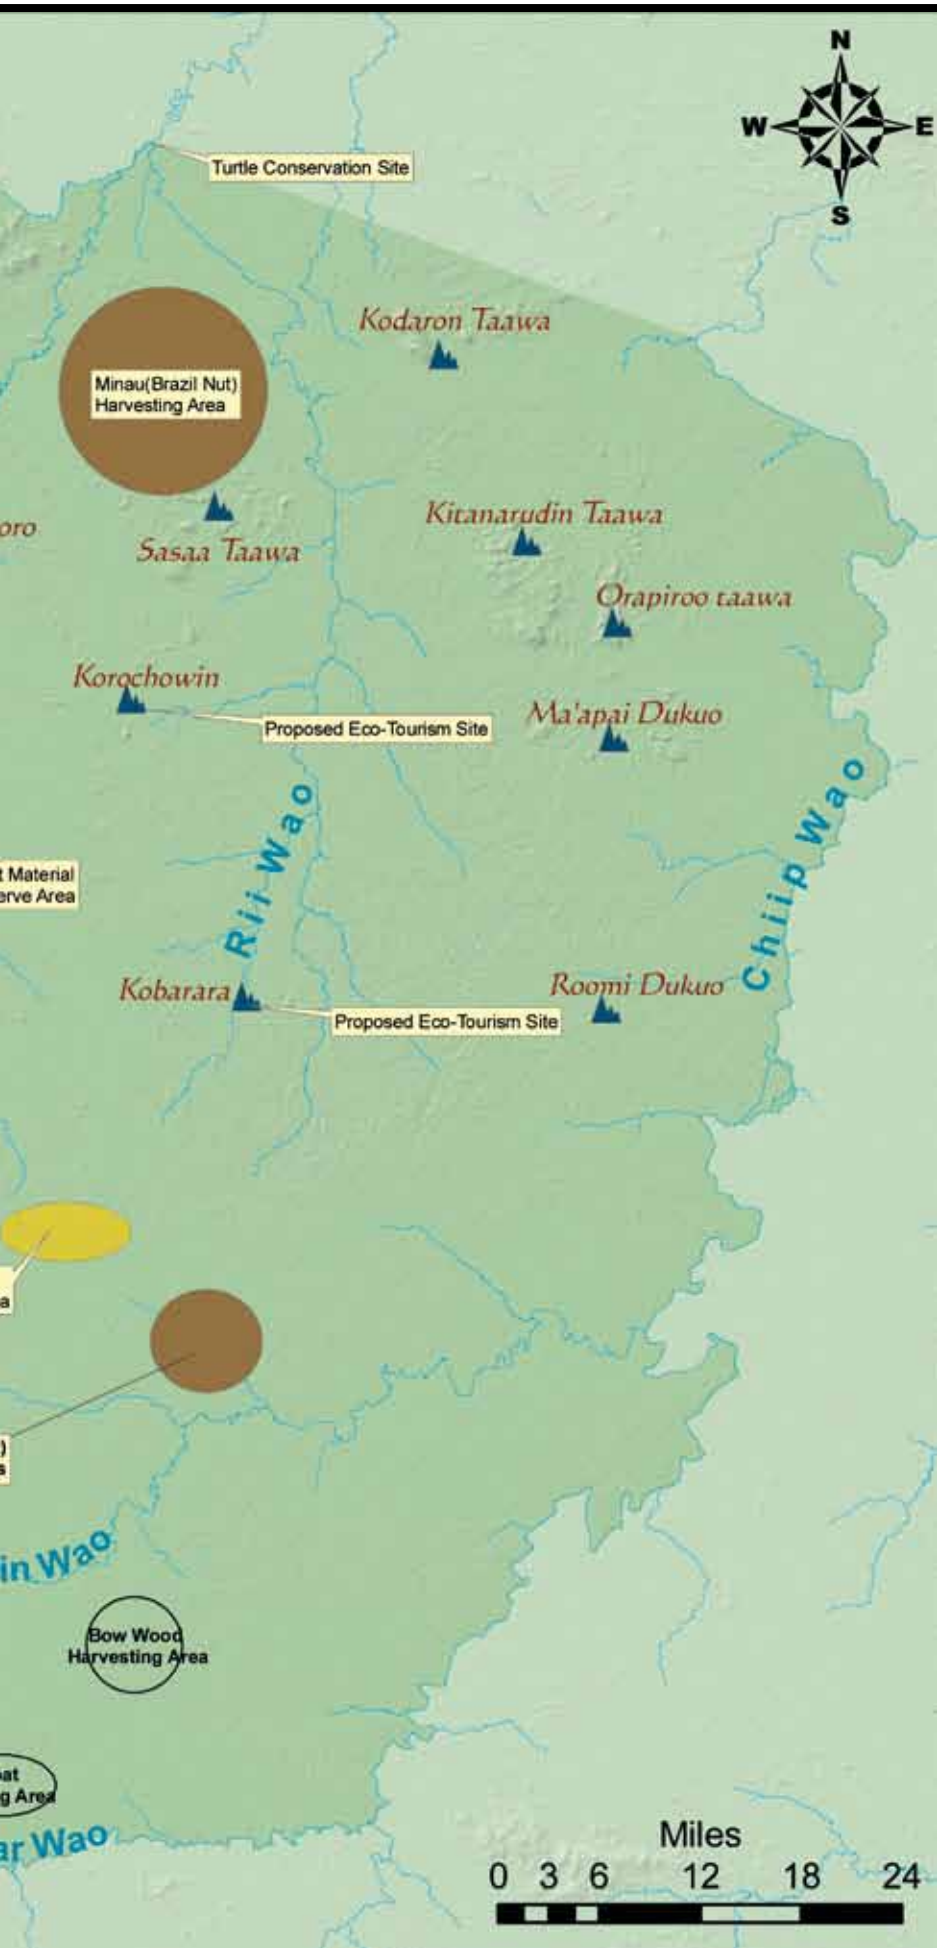 N
W E
S
Turtle Conservation Site
Kodaron Taawa
Minau(Brazil Nut)
Harvesting Area
Kitanarudin Taawa
oro
Sasaa Taawa
Orapiroo taawa
Korochowin
Proposed Eco-Tourism Site
Ma'apai Dukuo
Rii Wao
Chiip Wao
t Material
erve Area
Kobarara
Roomi Dukuo
Proposed Eco-Tourism Site
a
)
s
in Wao
Bow Wood
Harvesting Area
oat
g Area
ar Wao
Miles
0 3 6 12 18 24